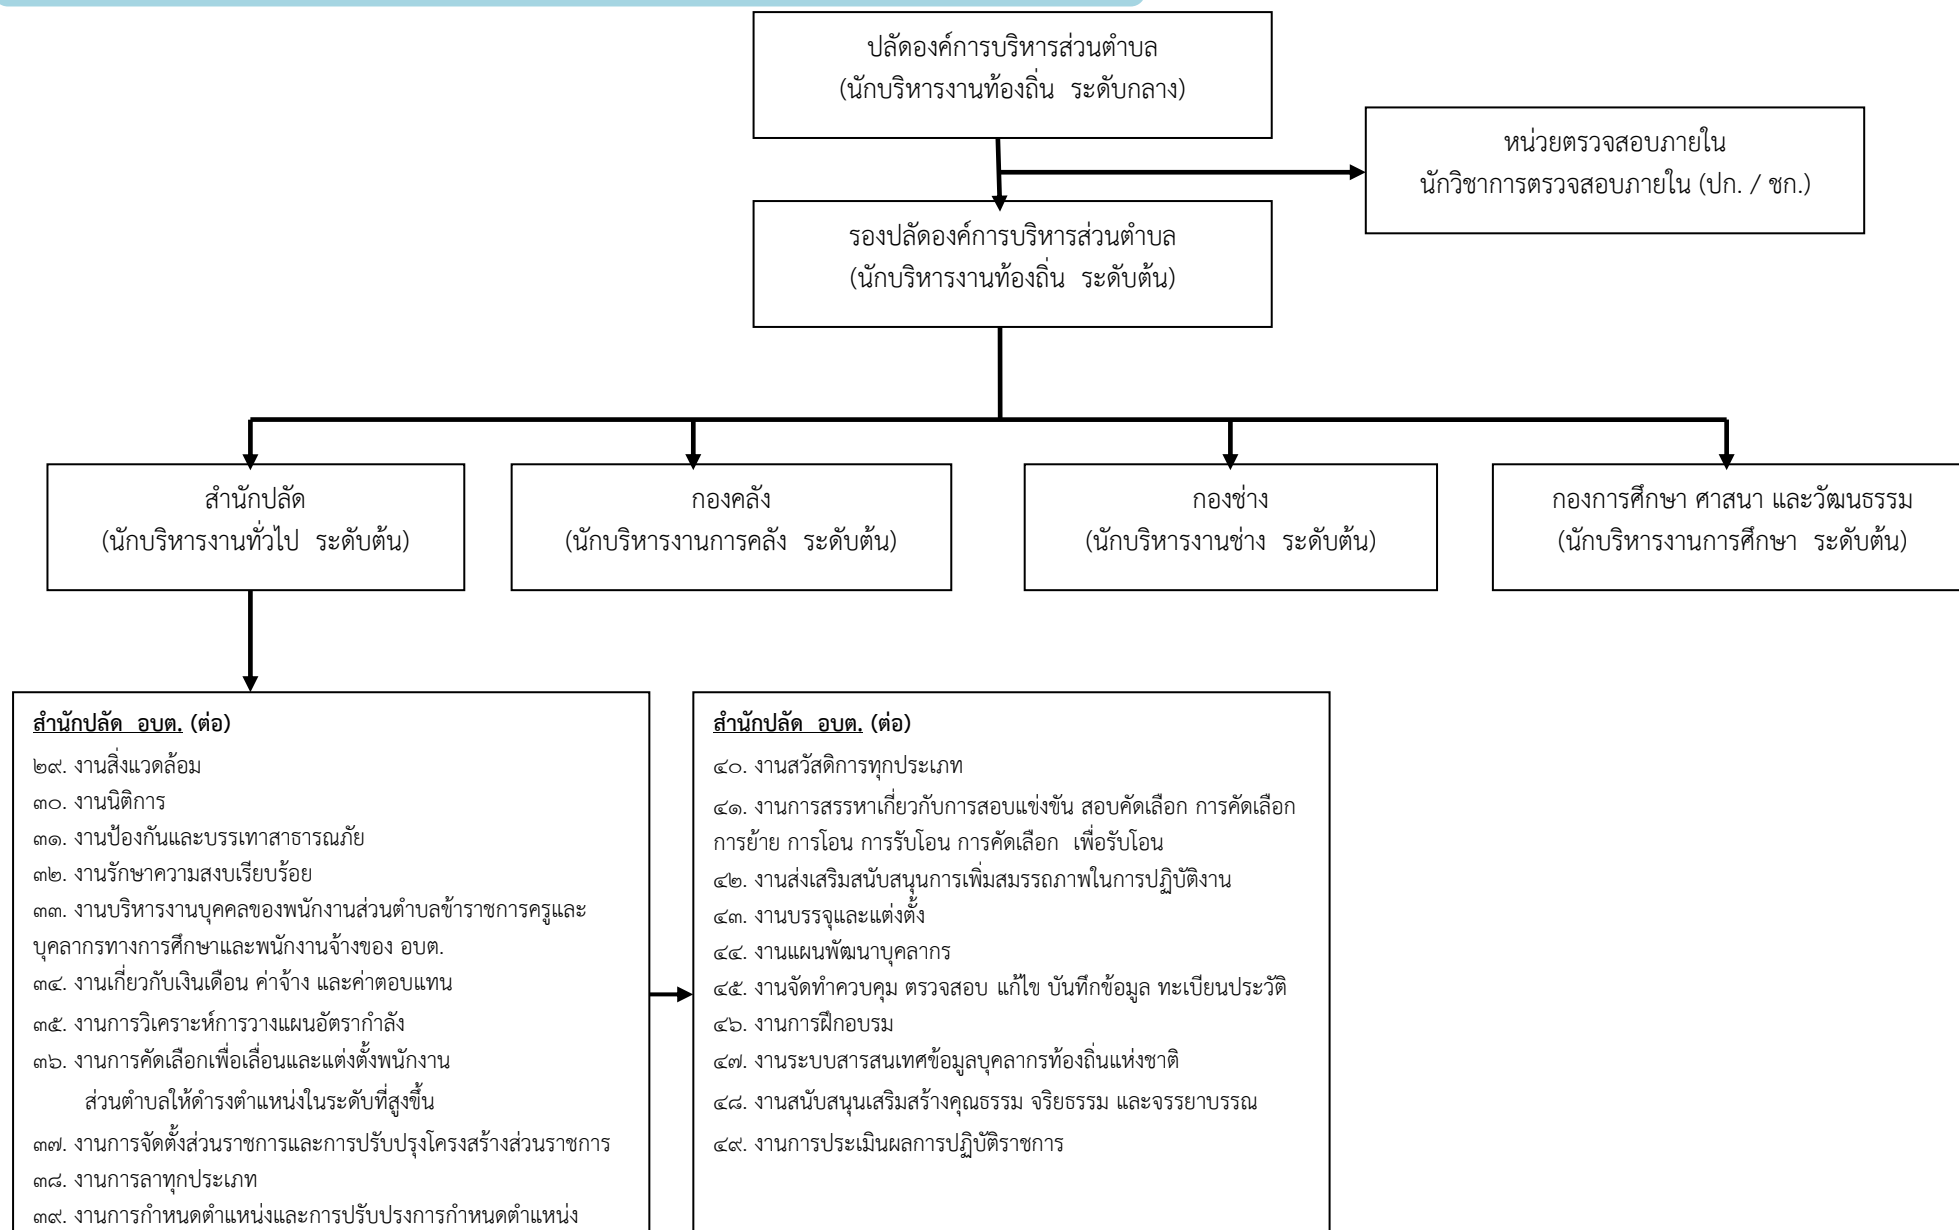 ปลัดองค์การบริหารส่วนตำบล
(นักบริหารงานท้องถิ่น ระดับกลาง)
หน่วยตรวจสอบภายใน
นักวิชาการตรวจสอบภายใน (ปก. / ชก.)
รองปลัดองค์การบริหารส่วนตำบล
(นักบริหารงานท้องถิ่น ระดับต้น)
สำนักปลัด
(นักบริหารงานทั่วไป ระดับต้น)
กองคลัง
(นักบริหารงานการคลัง ระดับต้น)
กองช่าง
(นักบริหารงานช่าง ระดับต้น)
กองการศึกษา ศาสนา และวัฒนธรรม
(นักบริหารงานการศึกษา ระดับต้น)
สำนักปลัด อบต. (ต่อ)
๒๙. งานสิ่งแวดล้อม
๓๐. งานนิติการ
๓๑. งานป้องกันและบรรเทาสาธารณภัย
๓๒. งานรักษาความสงบเรียบร้อย
๓๓. งานบริหารงานบุคคลของพนักงานส่วนตำบลข้าราชการครูและ
บุคลากรทางการศึกษาและพนักงานจ้างของ อบต.
๓๔. งานเกี่ยวกับเงินเดือน ค่าจ้าง และค่าตอบแทน
๓๕. งานการวิเคราะห์การวางแผนอัตรากำลัง
๓๖. งานการคัดเลือกเพื่อเลื่อนและแต่งตั้งพนักงาน
ส่วนตำบลให้ดำรงตำแหน่งในระดับที่สูงขึ้น
๓๗. งานการจัดตั้งส่วนราชการและการปรับปรุงโครงสร้างส่วนราชการ
๓๘. งานการลาทุกประเภท
๓๙. งานการกำหนดตำแหน่งและการปรับปรุงการกำหนดตำแหน่ง
สำนักปลัด อบต. (ต่อ)
๔๐. งานสวัสดิการทุกประเภท
๔๑. งานการสรรหาเกี่ยวกับการสอบแข่งขัน สอบคัดเลือก การคัดเลือก
การย้าย การโอน การรับโอน การคัดเลือก เพื่อรับโอน
๔๒. งานส่งเสริมสนับสนุนการเพิ่มสมรรถภาพในการปฏิบัติงาน
๔๓. งานบรรจุและแต่งตั้ง
๔๔. งานแผนพัฒนาบุคลากร
๔๕. งานจัดทำควบคุม ตรวจสอบ แก้ไข บันทึกข้อมูล ทะเบียนประวัติ
๔๖. งานการฝึกอบรม
๔๗. งานระบบสารสนเทศข้อมูลบุคลากรท้องถิ่นแห่งชาติ
๔๘. งานสนับสนุนเสริมสร้างคุณธรรม จริยธรรม และจรรยาบรรณ
๔๙. งานการประเมินผลการปฏิบัติราชการ